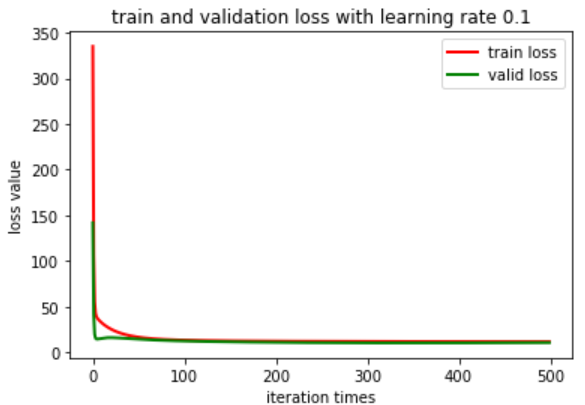 train and validation loss with learning rate 0.1
350
300
250
200
150
100
50
0
loss value
train loss
valid loss
0 100 200 300 400 500
iteration times